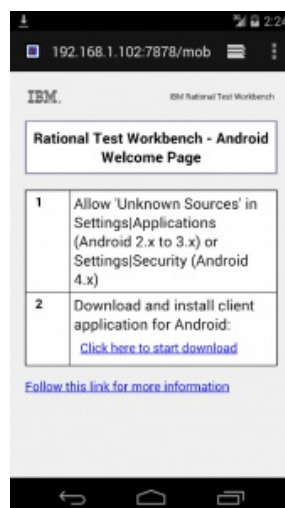 2:24
192.168.1.102:7878/mob
IBM.
IBM Rational Test Workbench
Rational Test Workbench - Android
Welcome Page
1
Allow 'Unknown Sources' in
Settings|Applications
(Android 2.x to 3.x) or
Settings|Security (Android
4.x)
2
Download and install client
application for Android:
Click here to start download
Follow this link for more information